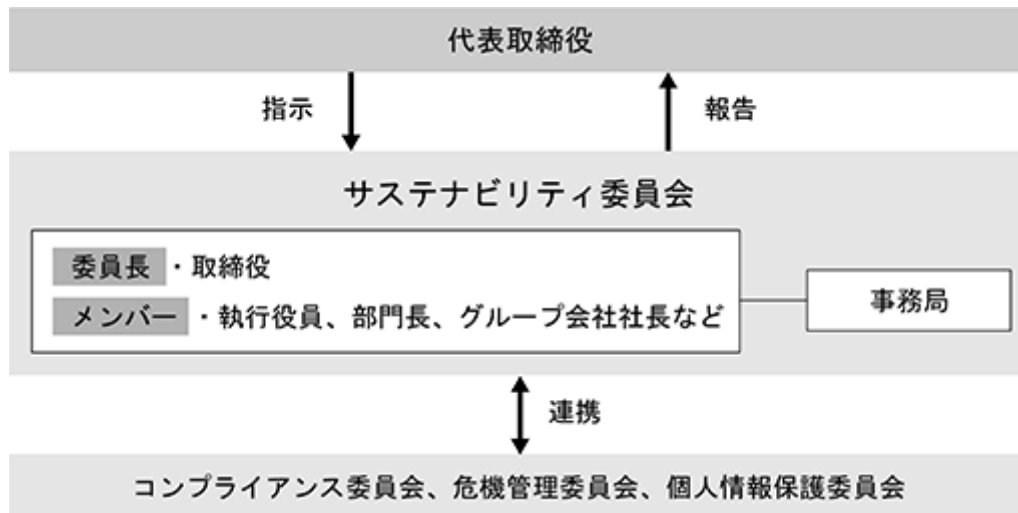 代表取締役
指示
報告
サステナビリティ委員会
委員長 ・取締役
メンバー ・執行役員、部門長、グループ会社社長など
事務局
連携
コンプライアンス委員会、危機管理委員会、個人情報保護委員会